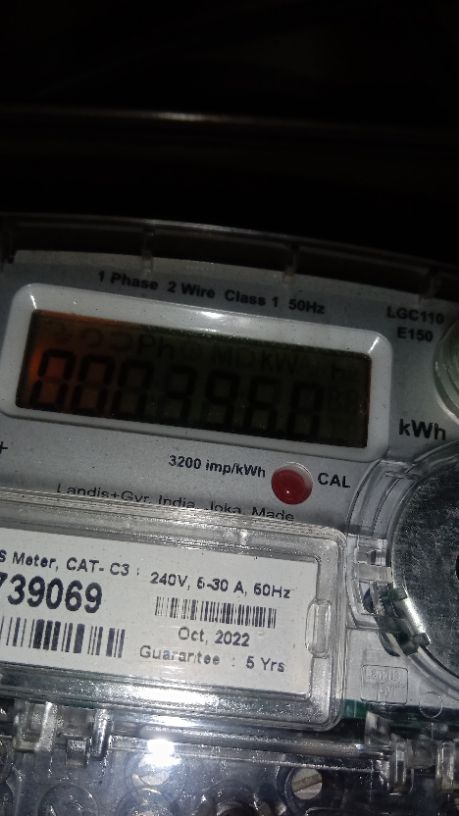 1 Phase 2 Wire Class 1 50Hz
LGC110
E150
kWh
3200 imp/kWh
CAL
Landis+Gyr, India, Joka, Made
S Meter, CAT- C3 :
240V, 5-30 A, 50Hz
739069
Oct, 2022
Guarantee : 5 Yrs